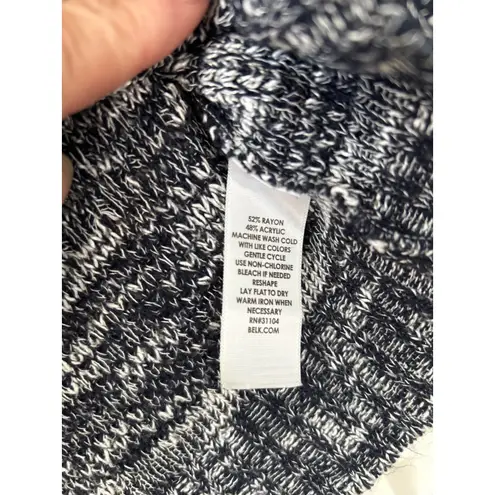 52% RAYON
48% ACRYLIC
MACHINE WASH COLD
WITH LIKE COLORS
GENTLE CYCLE
USE NON-CHLORINE
BLEACH IF NEEDED
RESHAPE
LAY FLAT TO DRY
WARM IRON WHEN
NECESSARY
RN#31104
BELK.COM